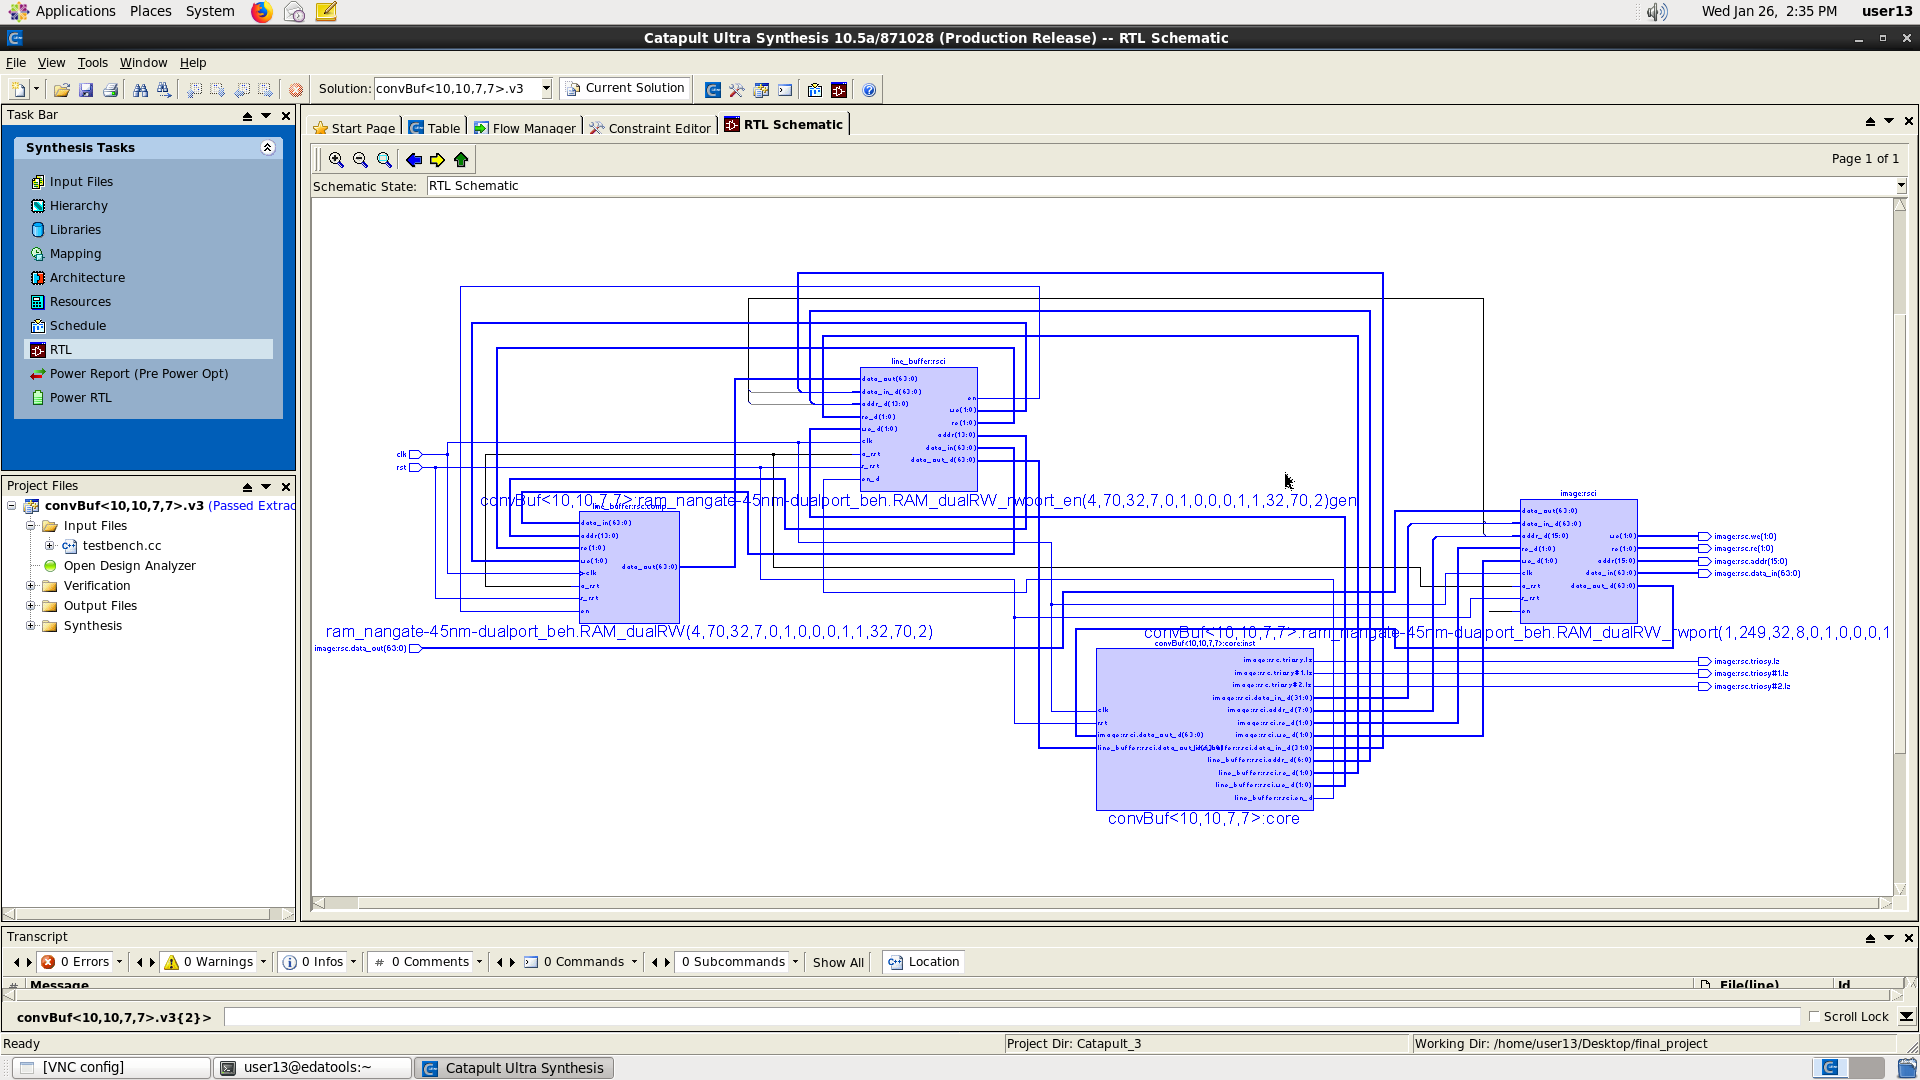 Applications Places System
Wed Jan 26, 2:35 PM user13
Catapult Ultra Synthesis 10.5a/871028 (Production Release) -- RTL Schematic
File View Tools Window Help
Solution: convBuf<10,10,7,7>.v3 Current Solution
Task Bar
Synthesis Tasks
Input Files
Hierarchy
Libraries
Mapping
Architecture
Resources
Schedule
RTL
Power Report (Pre Power Opt)
Power RTL
Project Files
convBuf<10,10,7,7>.v3 (Passed Extrac
Input Files
testbench.cc
Open Design Analyzer
Verification
Output Files
Synthesis
Start Page Table Flow Manager Constraint Editor RTL Schematic
Page 1 of 1
Schematic State: RTL Schematic
line_buffer:rsci
data_out(63:0)
data_in_d(63:0)
addr_d(13:0)
re_d(1:0)
we_d(1:0)
clk
a_rst
s_rst
en_d
en
we(1:0)
re(1:0)
addr(13:0)
data_in(63:0)
data_out_d(63:0)
convBuf<10,10,7,7>:ram_nangate-45nm-dualport_beh.RAM_dualRW_rwport_en(4,70,32,7,0,1,0,0,0,1,1,32,70,2)gen
clk
rst
line_buffer:rsc:comp
data_in(63:0)
addr(13:0)
re(1:0)
we(1:0)
clk
a_rst
s_rst
en
data_out(63:0)
ram_nangate-45nm-dualport_beh.RAM_dualRW(4,70,32,7,0,1,0,0,0,1,1,32,70,2)
image:rsc.data_out(63:0)
image:rsci
data_out(63:0)
data_in_d(63:0)
addr_d(15:0)
re_d(1:0)
we_d(1:0)
clk
a_rst
s_rst
en
we(1:0)
re(1:0)
addr(15:0)
data_in(63:0)
data_out_d(63:0)
image:rsc.we(1:0)
image:rsc.re(1:0)
image:rsc.addr(15:0)
image:rsc.data_in(63:0)
convBuf<10,10,7,7>:ram_nangate-45nm-dualport_beh.RAM_dualRW_rwport(1,249,32,8,0,1,0,0,0,1
convBuf<10,10,7,7>:core:inst
clk
rst
image:rsci.data_out_d(63:0)
image:rsc.triosy.lz
image:rsc.triosy#1.lz
image:rsc.triosy#2.lz
image:rsci.data_in_d(31:0)
image:rsci.addr_d(7:0)
image:rsci.re_d(1:0)
image:rsci.we_d(1:0)
line_buffer:rsci.addr_d(6:0)
line_buffer:rsci.re_d(1:0)
line_buffer:rsci.we_d(1:0)
line_buffer:rsci.en_d
image:rsc.triosy.lz
image:rsc.triosy#1.lz
image:rsc.triosy#2.lz
convBuf<10,10,7,7>:core
Transcript
0 Errors 0 Warnings 0 Infos # 0 Comments 0 Commands 0 Subcommands Show All Location
# Message File(line) Id
convBuf<10,10,7,7>.v3{2}> Scroll Lock
Ready Project Dir: Catapult_3 Working Dir: /home/user13/Desktop/final_project
[VNC config] user13@edatools:~ Catapult Ultra Synthesis